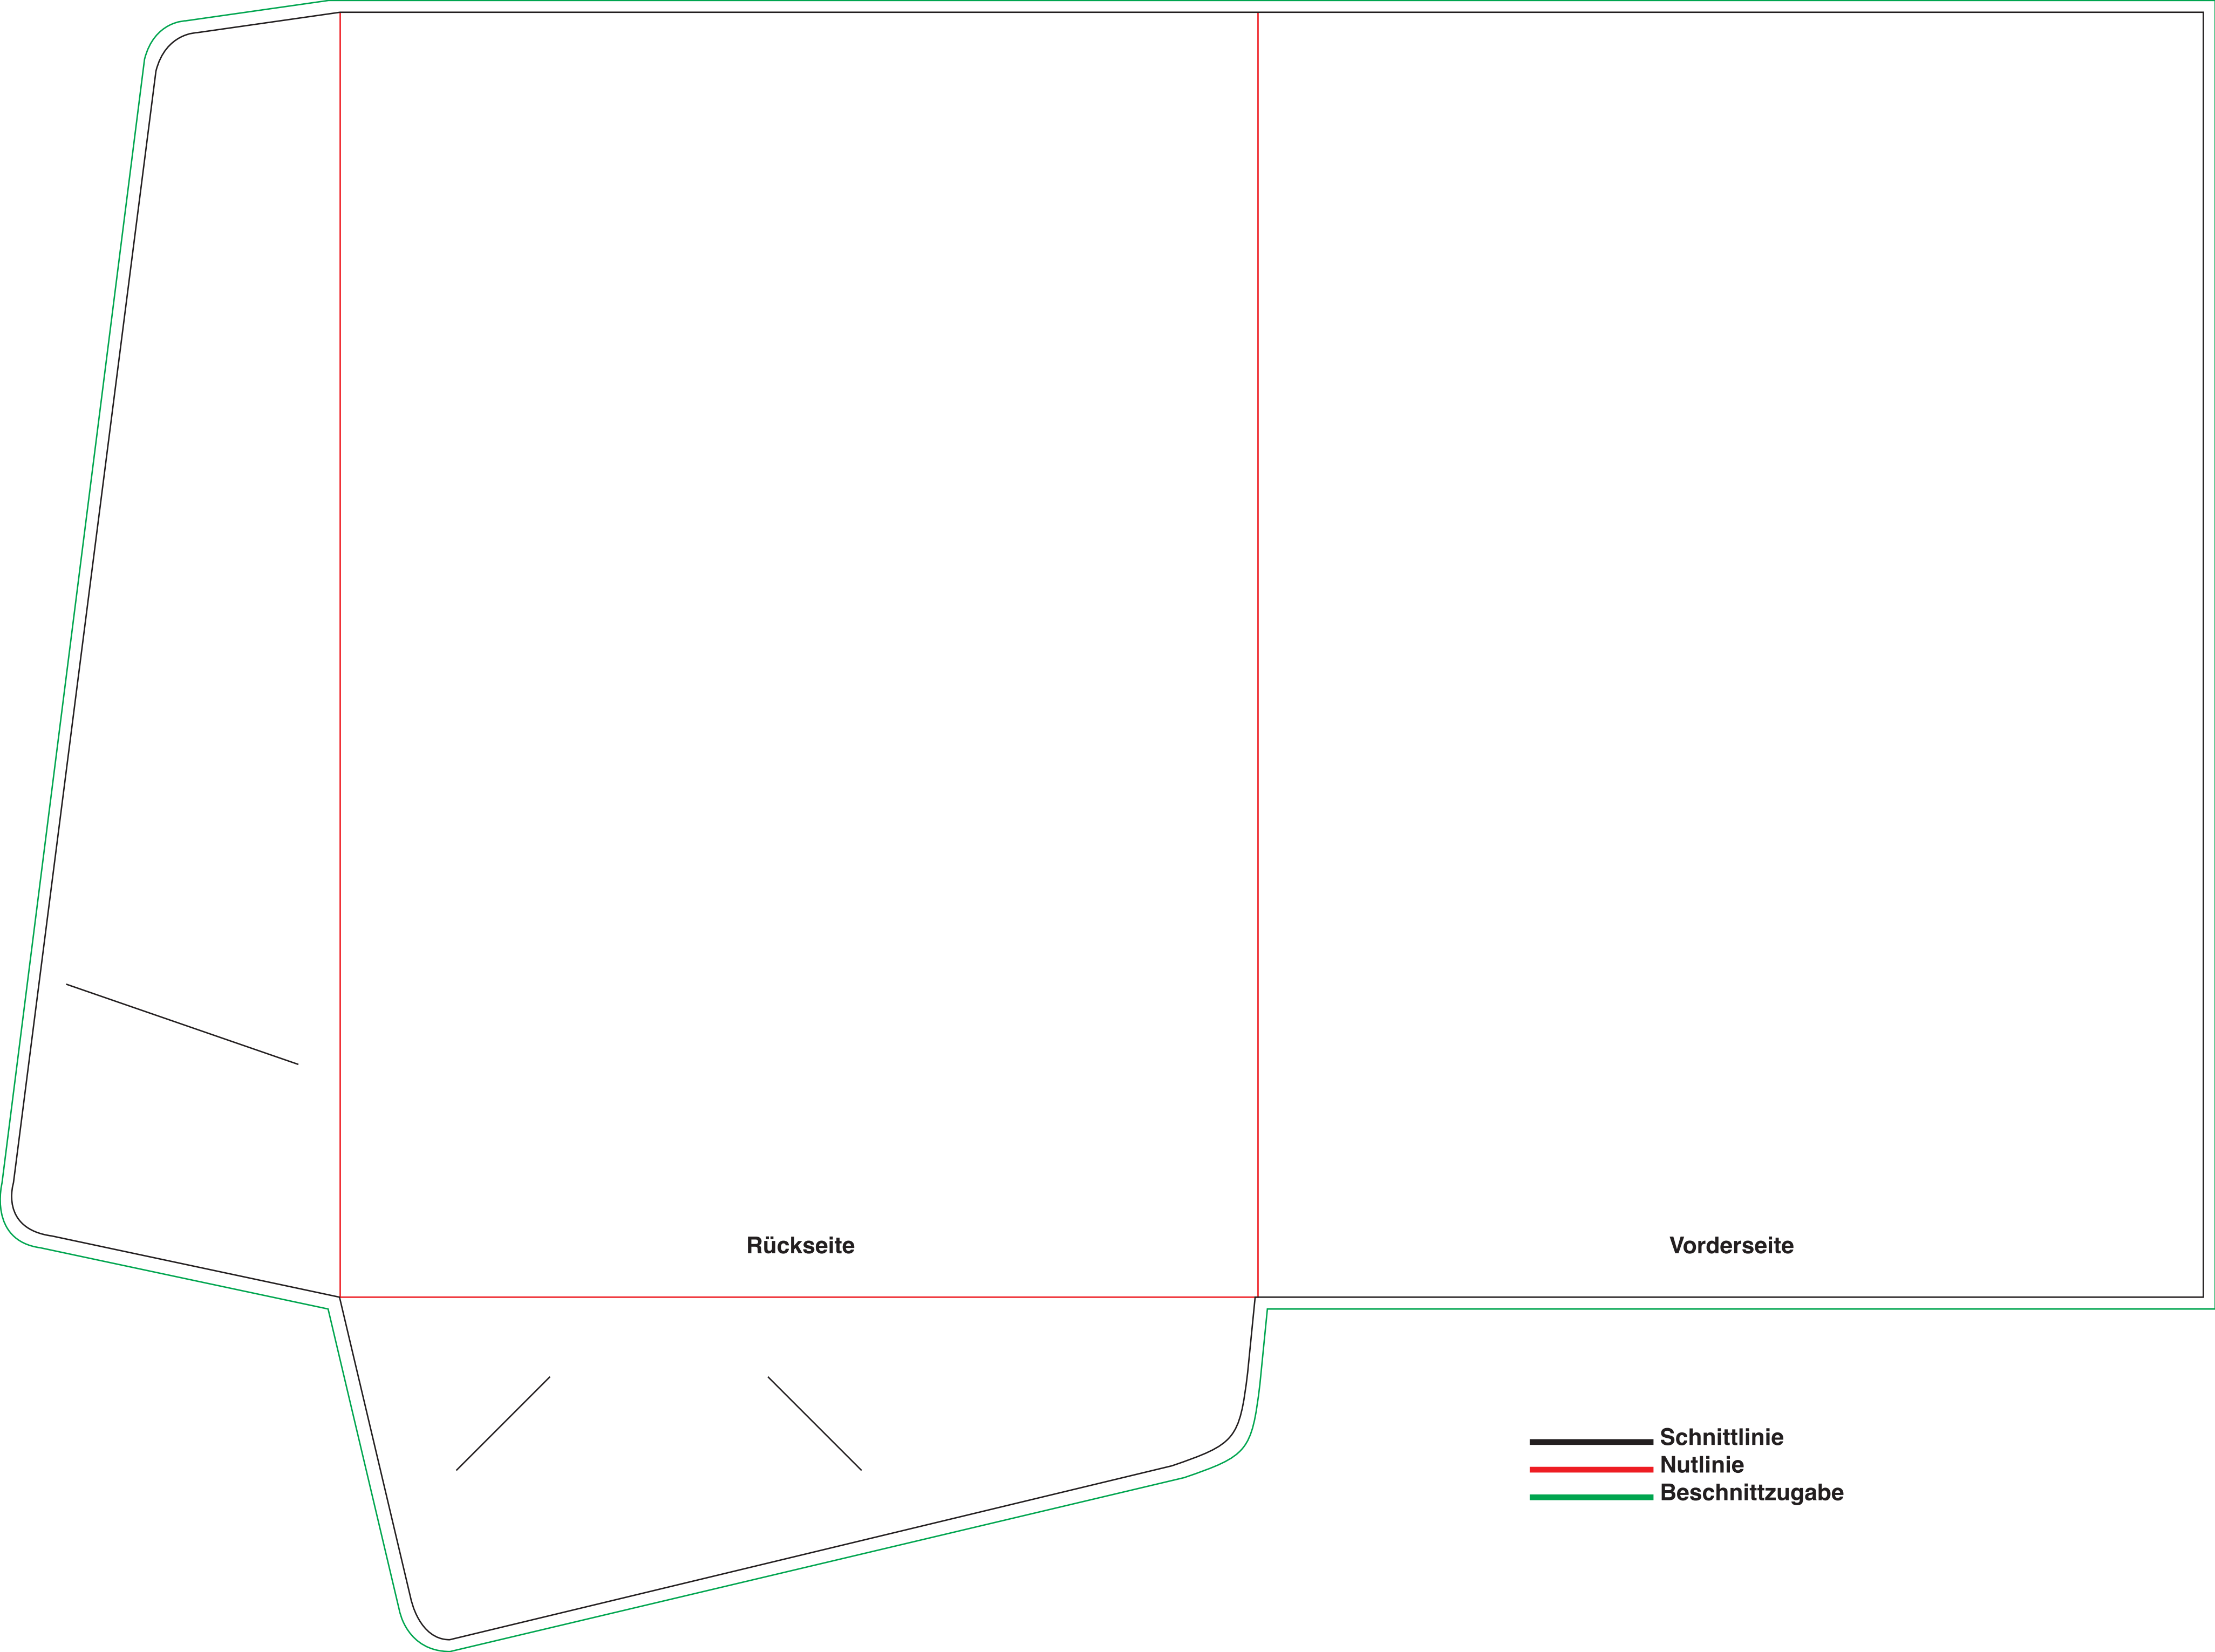 Rückseite
Vorderseite
Schnittlinie
Nutlinie
Beschnittzugabe